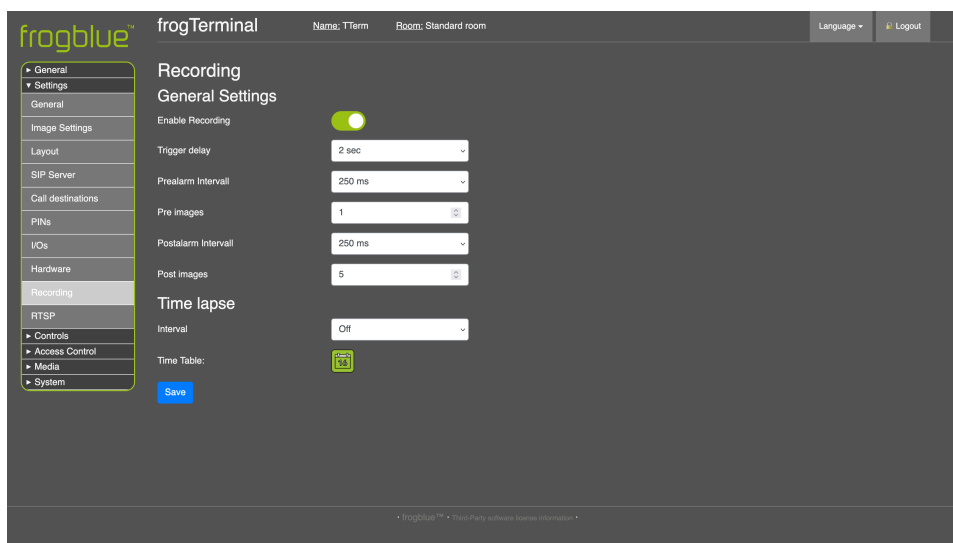 frogblue™
frogTerminal
Name: TTerm
Room: Standard room
Language
Logout
General
Settings
General
Image Settings
Layout
SIP Server
Call destinations
PINs
I/Os
Hardware
Recording
RTSP
Controls
Access Control
Media
System
Recording
General Settings
Enable Recording
Trigger delay
2 sec
Prealarm Intervall
250 ms
Pre images
1
Postalarm Intervall
250 ms
Post images
5
Time lapse
Interval
Off
Time Table:
16
Save
• frogblue™ • Third-Party software license information •